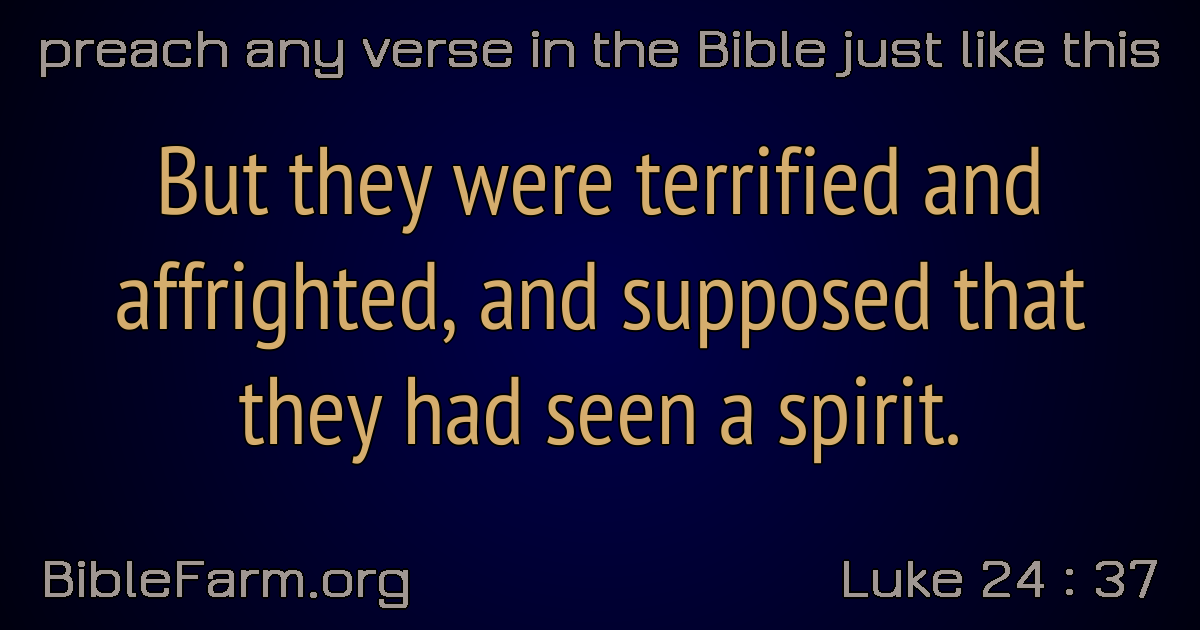 preach any verse in the Bible just like this
But they were terrified and
affrighted, and supposed that
they had seen a spirit.
BibleFarm.org
Luke 24 : 37